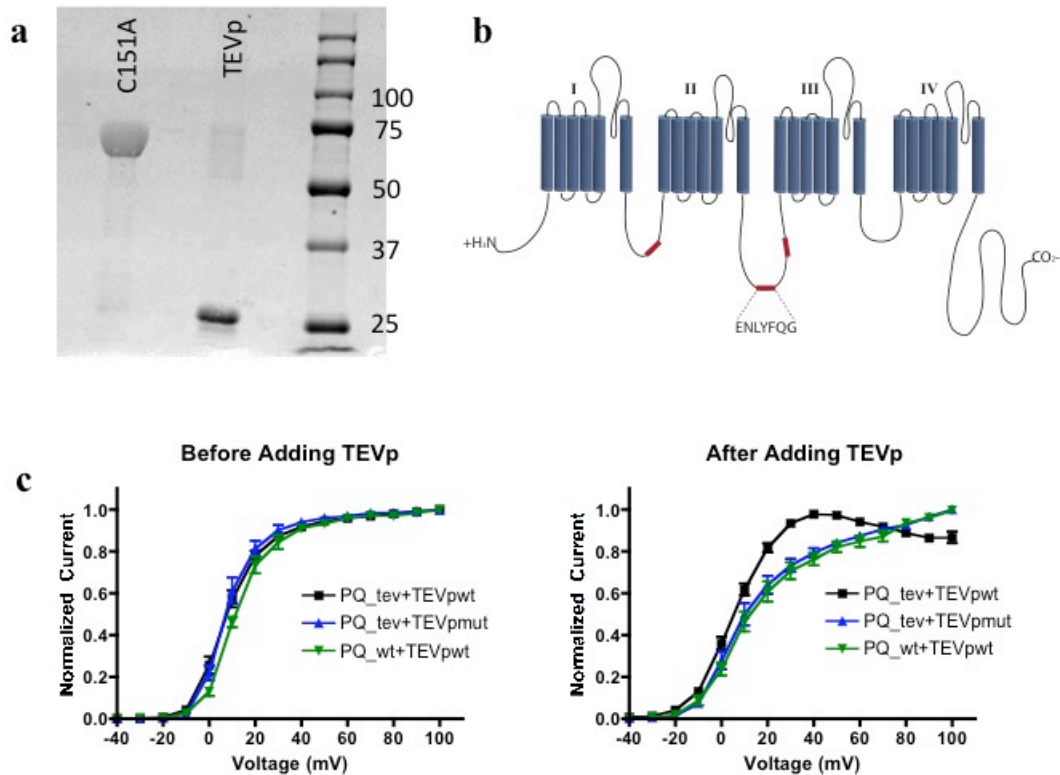 a
C151A
TEVp
100
75
50
37
25
b
I II III IV
+H₃N
CO₂-
ENLYFQG
c
Before Adding TEVp
Normalized Current
1.0
0.8
0.6
0.4
0.2
0.0
PQ_tev+TEVpwt
PQ_tev+TEVpmut
PQ_wt+TEVpwt
-40 -20 0 20 40 60 80 100
Voltage (mV)
After Adding TEVp
Normalized Current
1.0
0.8
0.6
0.4
0.2
0.0
PQ_tev+TEVpwt
PQ_tev+TEVpmut
PQ_wt+TEVpwt
-40 -20 0 20 40 60 80 100
Voltage (mV)